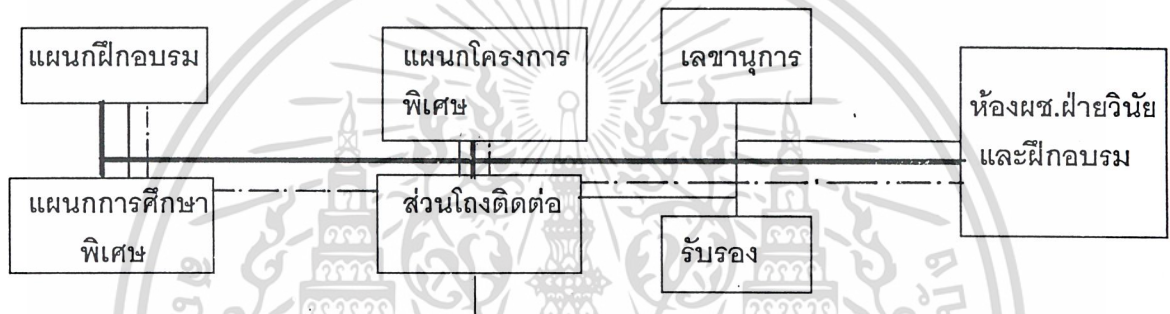 แผนกฝึกอบรม
แผนกโครงการ
พิเศษ
เลขานุการ
ห้องผช.ฝ่ายวินัย
และฝึกอบรม
แผนกการศึกษา
พิเศษ
ส่วนโถงติดต่อ
รับรอง